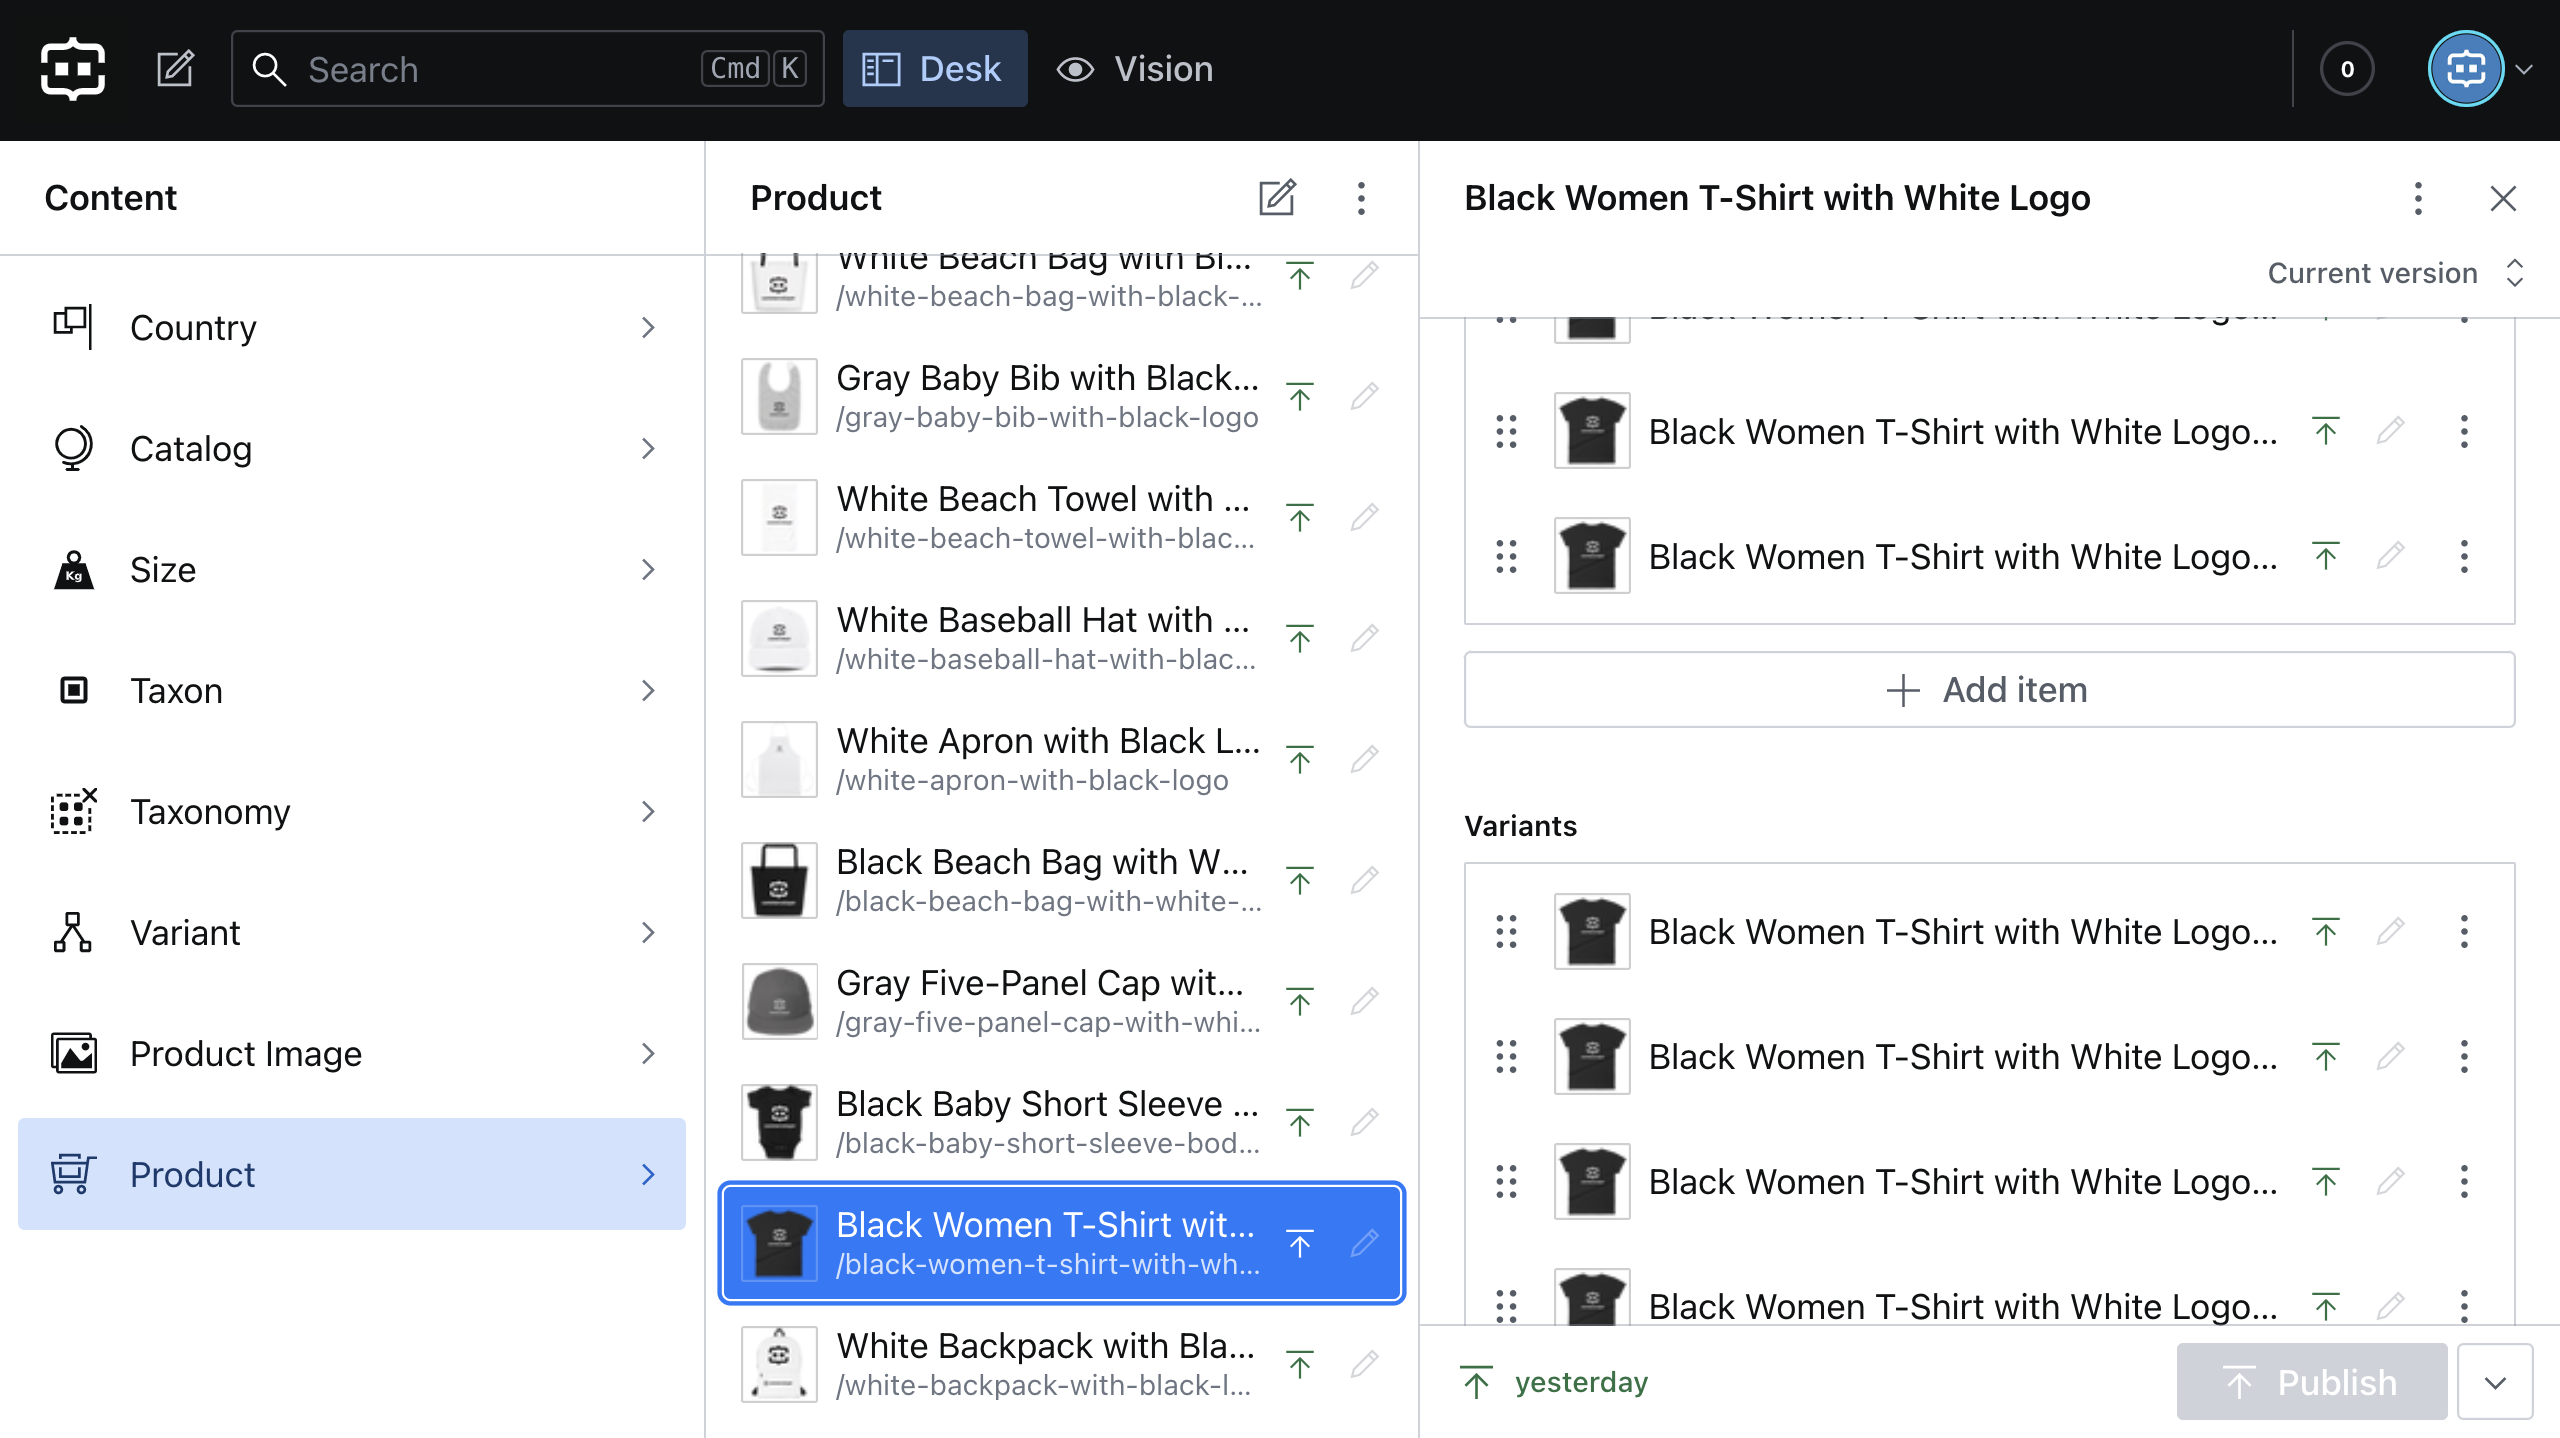 Search
Cmd K
Desk
Vision
0
Content
Country
Catalog
Kg
Size
Taxon
Taxonomy
Variant
Product Image
Product
Product
White Beach Bag with Bl...
/white-beach-bag-with-black-...
Gray Baby Bib with Black...
/gray-baby-bib-with-black-logo
White Beach Towel with ...
/white-beach-towel-with-blac...
White Baseball Hat with ...
/white-baseball-hat-with-blac...
White Apron with Black L...
/white-apron-with-black-logo
Black Beach Bag with W...
/black-beach-bag-with-white-...
Gray Five-Panel Cap wit...
/gray-five-panel-cap-with-whi...
Black Baby Short Sleeve ...
/black-baby-short-sleeve-bod...
Black Women T-Shirt wit...
/black-women-t-shirt-with-wh...
White Backpack with Bla...
/white-backpack-with-black-l...
Black Women T-Shirt with White Logo
Current version
Black Women T-Shirt with White Logo...
Black Women T-Shirt with White Logo...
Black Women T-Shirt with White Logo...
Add item
Variants
Black Women T-Shirt with White Logo...
Black Women T-Shirt with White Logo...
Black Women T-Shirt with White Logo...
Black Women T-Shirt with White Logo...
yesterday
Publish